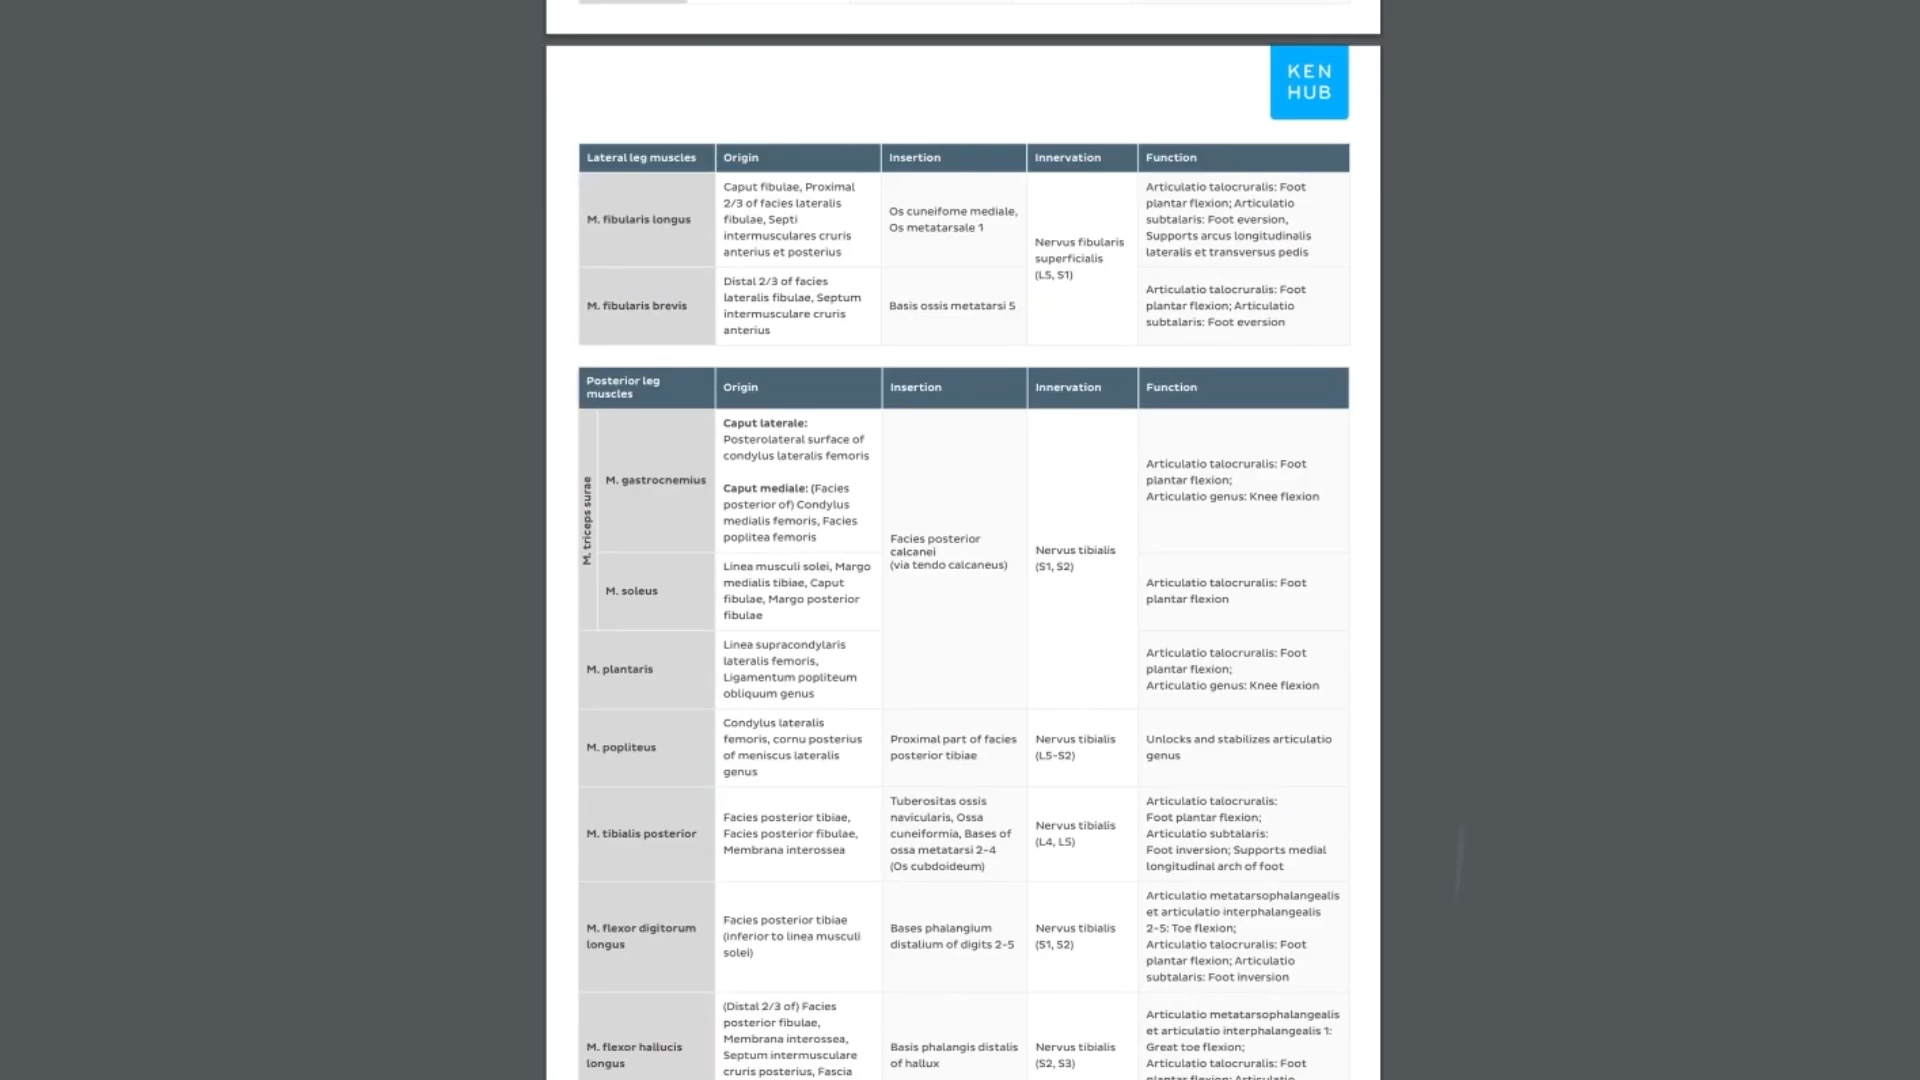 KEN
HUB
Lateral leg muscles
Origin
Insertion
Innervation
Function
M. fibularis longus
Caput fibulae, Proximal
2/3 of facies lateralis
fibulae, Septi
intermusculares cruris
anterius et posterius
Os cuneifome mediale,
Os metatarsale 1
Nervus fibularis
superficialis
(L5, S1)
Articulatio talocruralis: Foot
plantar flexion; Articulatio
subtalaris: Foot eversion,
Supports arcus longitudinalis
lateralis et transversus pedis
M. fibularis brevis
Distal 2/3 of facies
lateralis fibulae, Septum
intermusculare cruris
anterius
Basis ossis metatarsi 5
Articulatio talocruralis: Foot
plantar flexion; Articulatio
subtalaris: Foot eversion
Posterior leg
muscles
Origin
Insertion
Innervation
Function
M. triceps surae
M. gastrocnemius
Caput laterale:
Posterolateral surface of
condylus lateralis femoris
Caput mediale: (Facies
posterior of) Condylus
medialis femoris, Facies
poplitea femoris
Facies posterior
calcanei
(via tendo calcaneus)
Nervus tibialis
(S1, S2)
Articulatio talocruralis: Foot
plantar flexion;
Articulatio genus: Knee flexion
M. soleus
Linea musculi solei, Margo
medialis tibiae, Caput
fibulae, Margo posterior
fibulae
Articulatio talocruralis: Foot
plantar flexion
M. plantaris
Linea supracondylaris
lateralis femoris,
Ligamentum popliteum
obliquum genus
Articulatio talocruralis: Foot
plantar flexion;
Articulatio genus: Knee flexion
M. popliteus
Condylus lateralis
femoris, cornu posterius
of meniscus lateralis
genus
Proximal part of facies
posterior tibiae
Nervus tibialis
(L5-S2)
Unlocks and stabilizes articulatio
genus
M. tibialis posterior
Facies posterior tibiae,
Facies posterior fibulae,
Membrana interossea
Tuberositas ossis
navicularis, Ossa
cuneiformia, Bases of
ossa metatarsi 2-4
(Os cubdoideum)
Nervus tibialis
(L4, L5)
Articulatio talocruralis:
Foot plantar flexion;
Articulatio subtalaris:
Foot inversion; Supports medial
longitudinal arch of foot
M. flexor digitorum
longus
Facies posterior tibiae
(inferior to linea musculi
solei)
Bases phalangium
distalium of digits 2-5
Nervus tibialis
(S1, S2)
Articulatio metatarsophalangealis
et articulatio interphalangealis
2-5: Toe flexion;
Articulatio talocruralis: Foot
plantar flexion; Articulatio
subtalaris: Foot inversion
M. flexor hallucis
longus
(Distal 2/3 of) Facies
posterior fibulae,
Membrana interossea,
Septum intermusculare
cruris posterius, Fascia
Basis phalangis distalis
of hallux
Nervus tibialis
(S2, S3)
Articulatio metatarsophalangealis
et articulatio interphalangealis 1:
Great toe flexion;
Articulatio talocruralis: Foot
plantar flexion; Articulatio